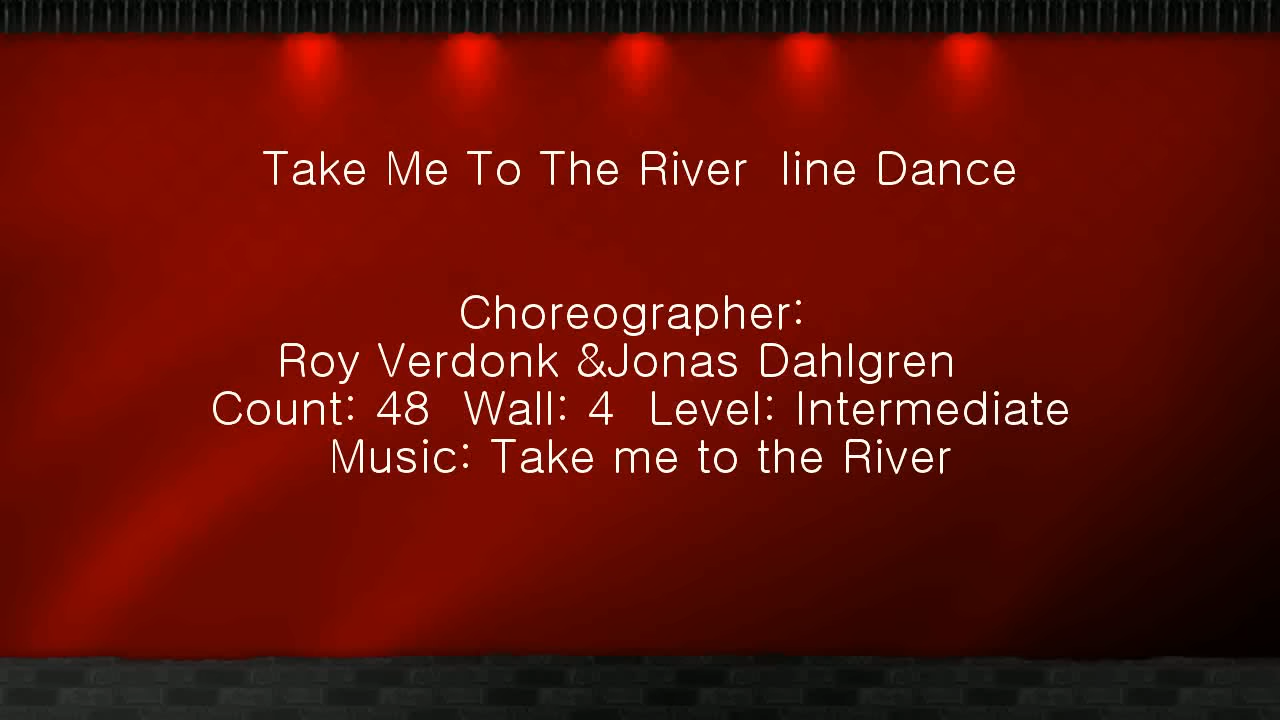 Take Me To The River line Dance
Choreographer:
Roy Verdonk &Jonas Dahlgren
Count: 48 Wall: 4 Level: Intermediate
Music: Take me to the River